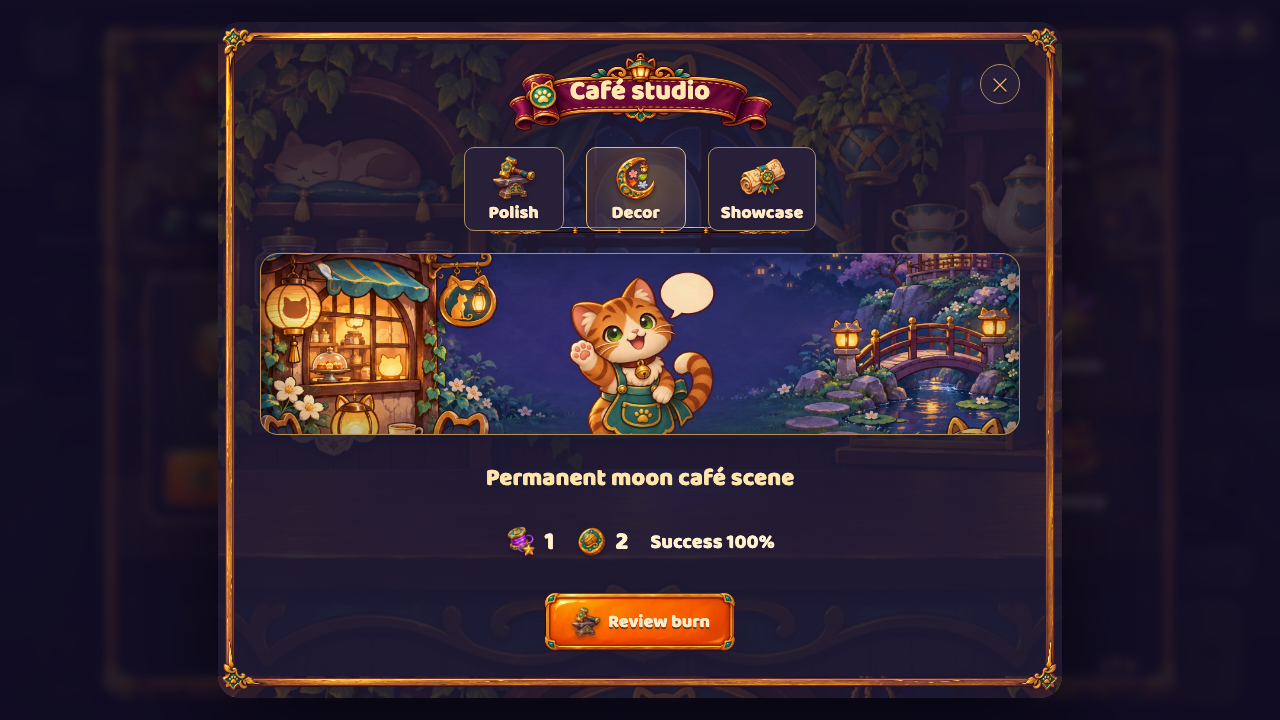 Café studio
Polish
Decor
Showcase
Permanent moon café scene
1
2
Success 100%
Review burn